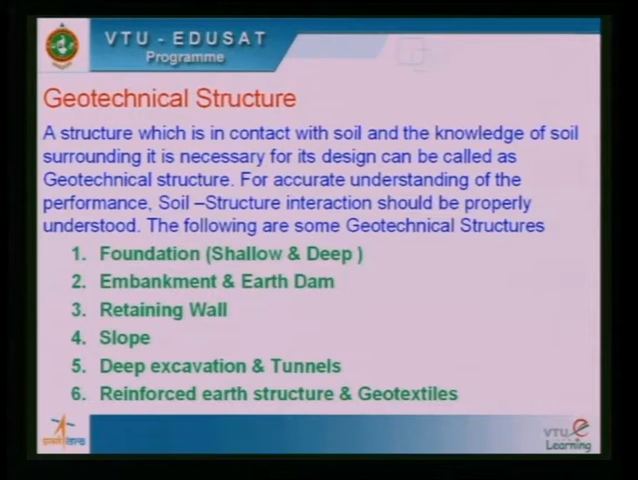 VTU - EDUSAT
Programme
Geotechnical Structure
A structure which is in contact with soil and the knowledge of soil
surrounding it is necessary for its design can be called as
Geotechnical structure. For accurate understanding of the
performance, Soil –Structure interaction should be properly
understood. The following are some Geotechnical Structures
1. Foundation (Shallow & Deep )
2. Embankment & Earth Dam
3. Retaining Wall
4. Slope
5. Deep excavation & Tunnels
6. Reinforced earth structure & Geotextiles
VTU e
Learning